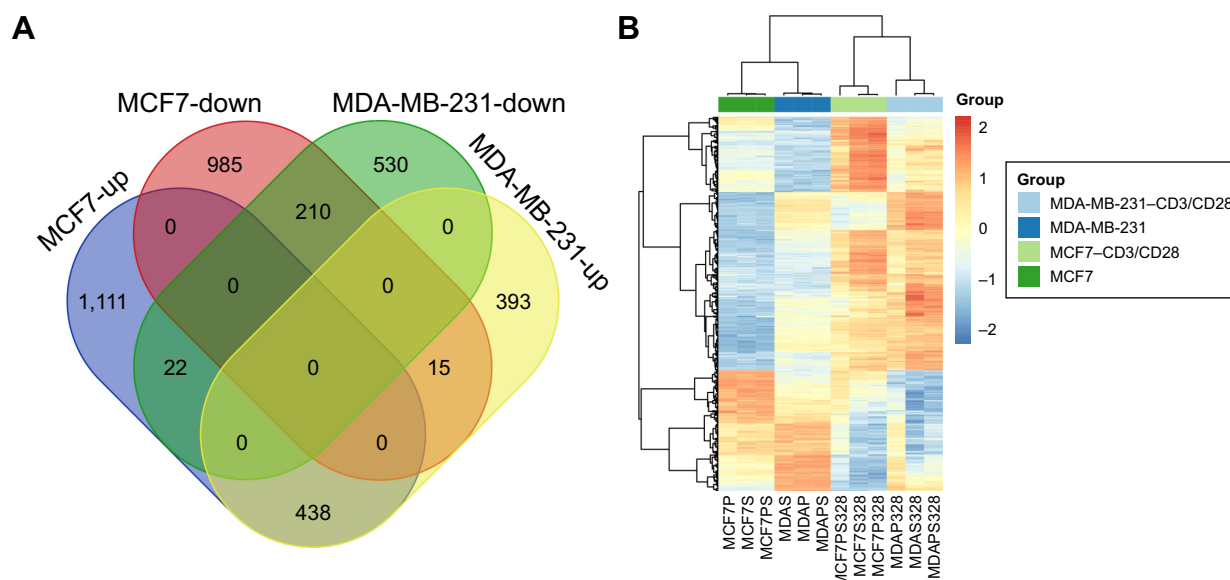 A
MCF7-down
MDA-MB-231-down
MCF7-up
MDA-MB-231-up
985
530
0
210
0
1,111
0
0
393
22
0
15
0
0
438
B
Group
2
1
0
–1
–2
Group
MDA-MB-231–CD3/CD28
MDA-MB-231
MCF7–CD3/CD28
MCF7
MCF7P
MCF7S
MCF7PS
MDAS
MDAP
MDAPS
MCF7PS328
MCF7S328
MCF7P328
MDAP328
MDAS328
MDAPS328